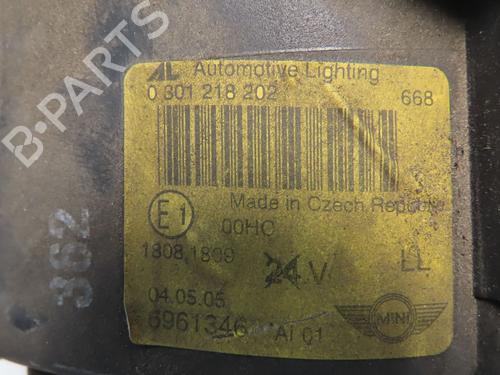 AL Automotive Lighting
0 301 218 202 668
Made in Czech Republic
E1 00HC
1808,1809 24 V LL
04.05.05
6961346 AI 01
MINI
362
B-PARTS